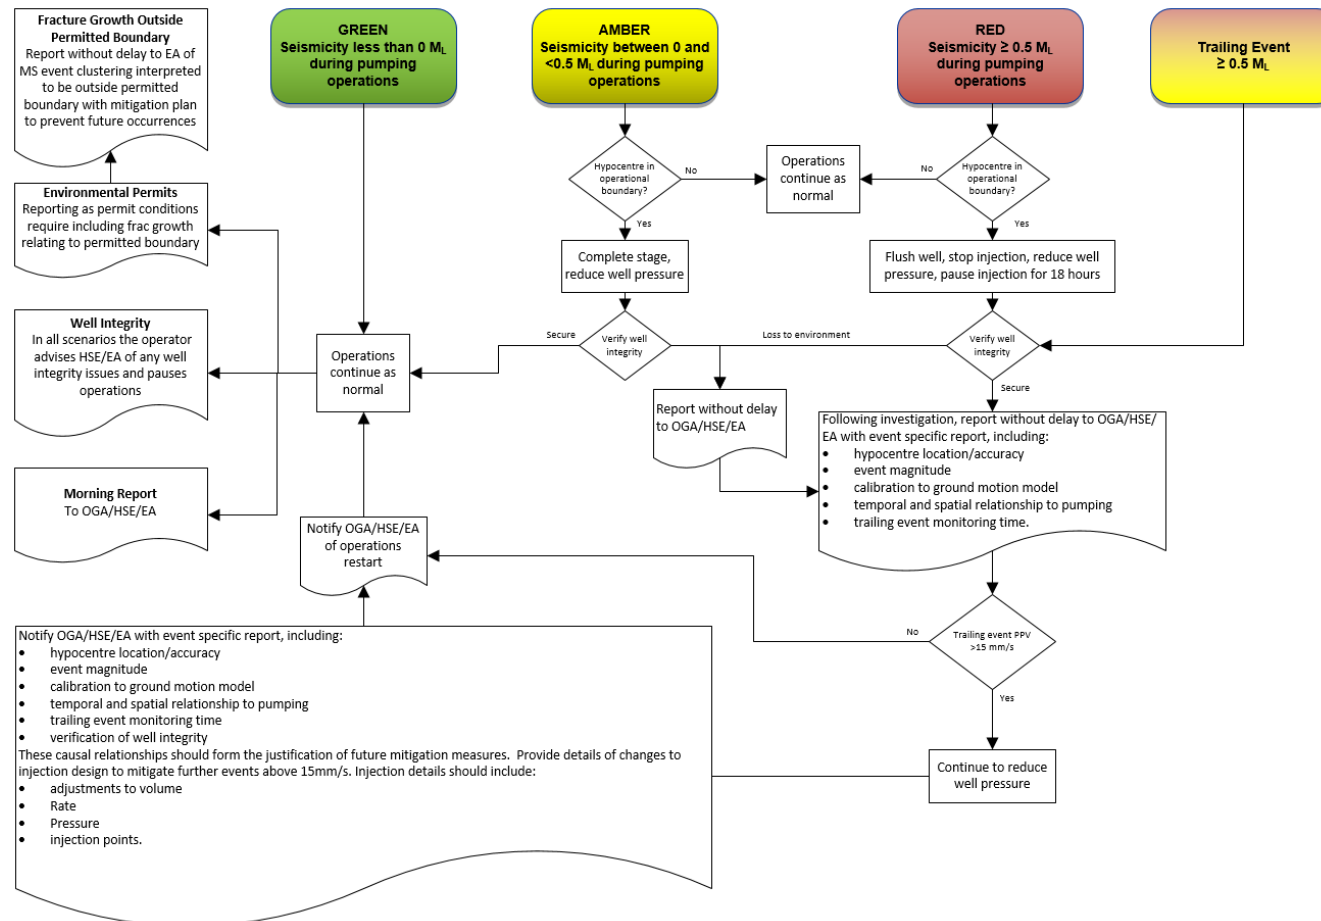 Fracture Growth Outside
Permitted Boundary
Report without delay to EA of
MS event clustering interpreted
to be outside permitted
boundary with mitigation plan
to prevent future occurrences
GREEN
Seismicity less than 0 ML
during pumping
operations
AMBER
Seismicity between 0 and
<0.5 ML during pumping
operations
RED
Seismicity ≥ 0.5 ML
during pumping
operations
Trailing Event
≥ 0.5 ML
Environmental Permits
Reporting as permit conditions
require including frac growth
relating to permitted boundary
Hypocentre in
operational
boundary?
No
Yes
Operations
continue as
normal
No
Hypocentre in
operational
boundary?
Yes
Complete stage,
reduce well pressure
Flush well, stop injection, reduce well
pressure, pause injection for 18 hours
Well Integrity
In all scenarios the operator
advises HSE/EA of any well
integrity issues and pauses
operations
Operations
continue as
normal
Secure
Verify well
integrity
Loss to environment
Verify well
integrity
Secure
Report without delay
to OGA/HSE/EA
Following investigation, report without delay to OGA/HSE/
EA with event specific report, including:
• hypocentre location/accuracy
• event magnitude
• calibration to ground motion model
• temporal and spatial relationship to pumping
• trailing event monitoring time.
Morning Report
To OGA/HSE/EA
Notify OGA/HSE/EA
of operations
restart
No
Trailing event PPV
>15 mm/s
Yes
Continue to reduce
well pressure
Notify OGA/HSE/EA with event specific report, including:
• hypocentre location/accuracy
• event magnitude
• calibration to ground motion model
• temporal and spatial relationship to pumping
• trailing event monitoring time
• verification of well integrity
These causal relationships should form the justification of future mitigation measures. Provide details of changes to
injection design to mitigate further events above 15mm/s. Injection details should include:
• adjustments to volume
• Rate
• Pressure
• injection points.